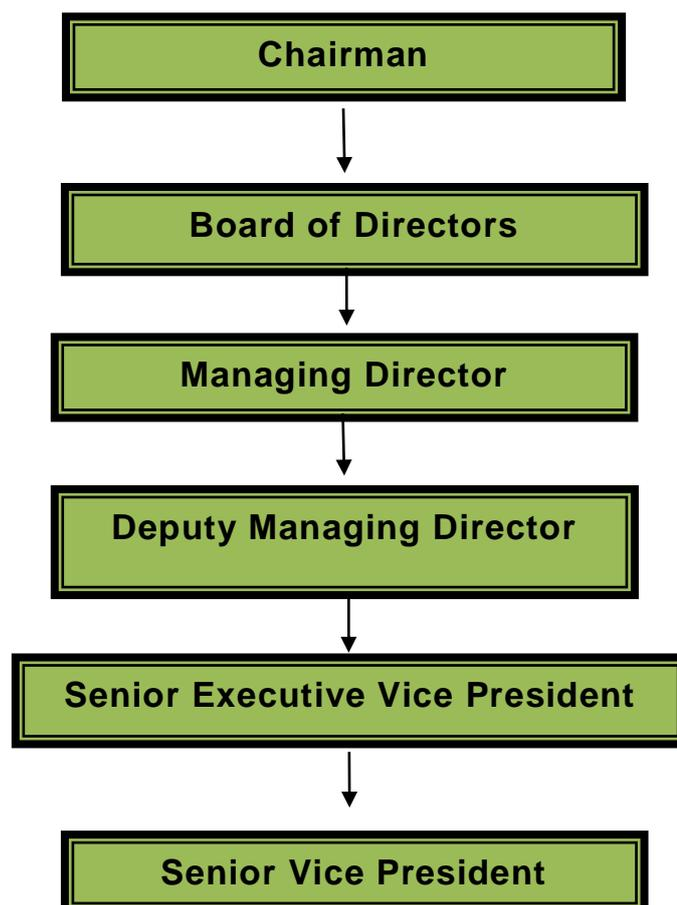 Chairman
Board of Directors
Managing Director
Deputy Managing Director
Senior Executive Vice President
Senior Vice President